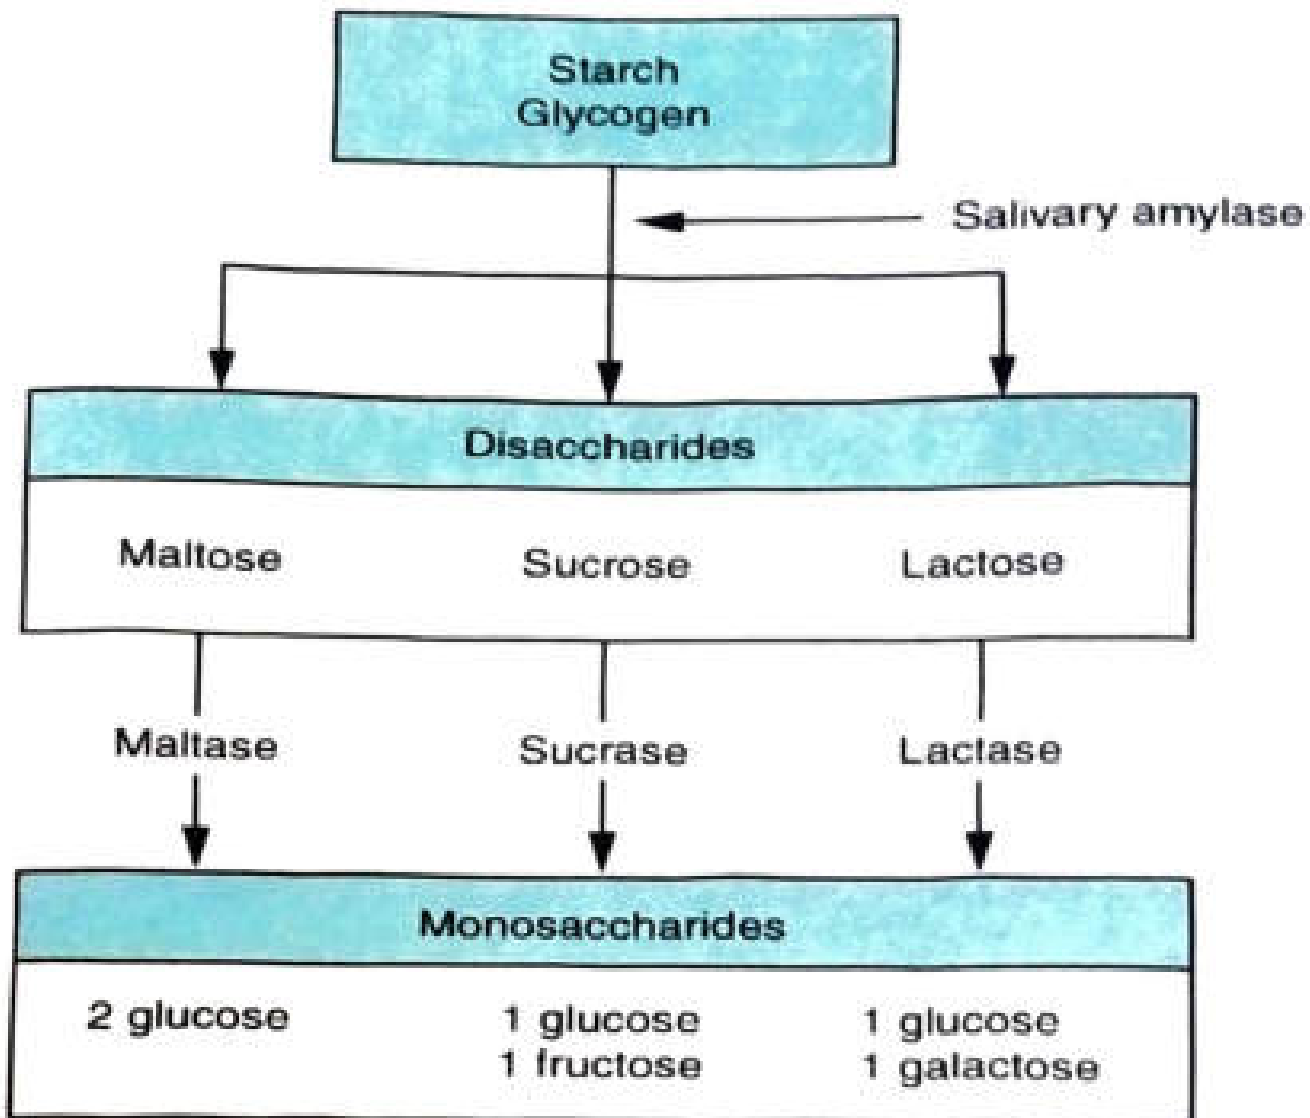 Starch
Glycogen
Salivary amylase
Disaccharides
Maltose Sucrose Lactose
Maltase Sucrase Lactase
Monosaccharides
2 glucose 1 glucose 1 glucose
1 fructose 1 galactose